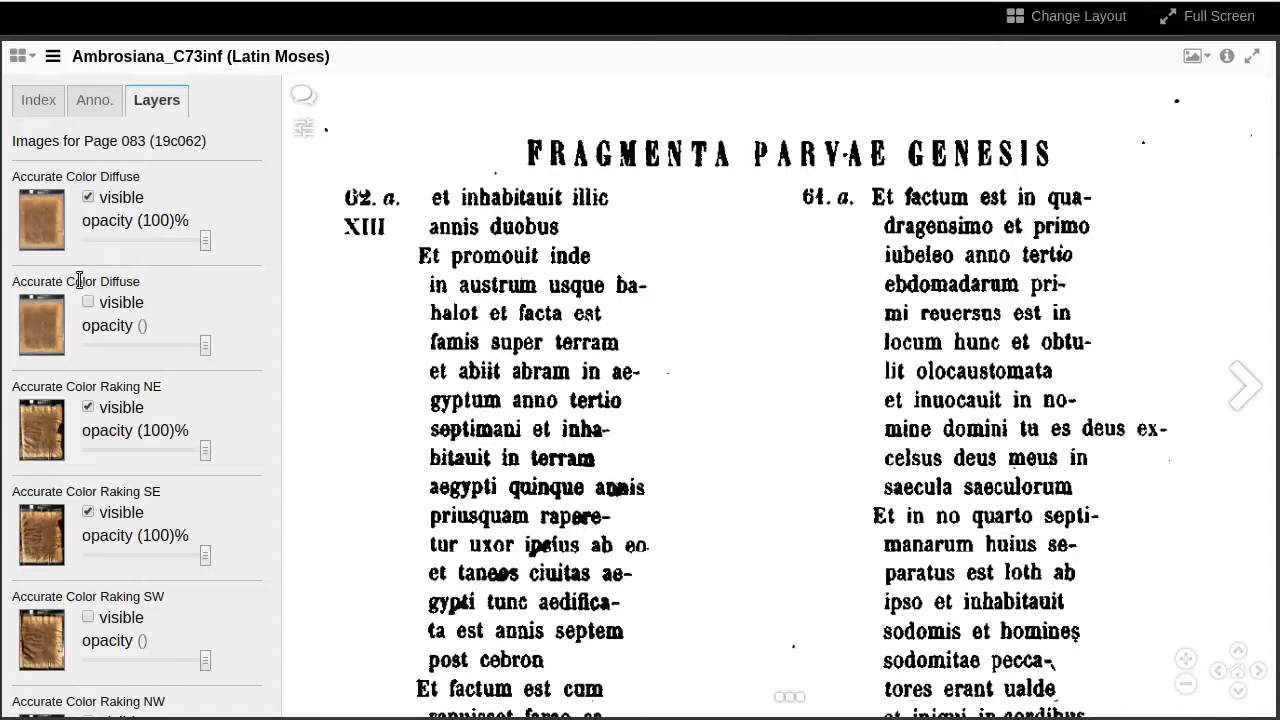 Change Layout
Full Screen
Ambrosiana_C73inf (Latin Moses)
Index
Anno.
Layers
Images for Page 083 (19c062)
Accurate Color Diffuse
visible
opacity (100)%
Accurate Color Diffuse
visible
opacity ()
Accurate Color Raking NE
visible
opacity (100)%
Accurate Color Raking SE
visible
opacity (100)%
Accurate Color Raking SW
visible
opacity ()
Accurate Color Raking NW
FRAGMENTA PARVAE GENESIS
62. a. et inhabitauit illic
XIII annis duobus
Et promouit inde
in austrum usque ba-
halot et facta est
famis super terram
et abiit abram in ae-
gyptum anno tertio
septimani et inha-
bitauit in terram
aegypti quinque annis
priusquam rapere-
tur uxor ipsius ab eo
et taneos ciuitas ae-
gypti tunc aedifica-
ta est annis septem
post cebron
Et factum est cum
rapuisset farao sa-
61. a. Et factum est in qua-
dragensimo et primo
iubeleo anno tertio
ebdomadarum pri-
mi reuersus est in
locum hunc et obtu-
lit olocaustomata
et inuocauit in no-
mine domini tu es deus ex-
celsus deus meus in
saecula saeculorum
Et in no quarto septi-
manarum huius se-
paratus est loth ab
ipso et inhabitauit
sodomis et homines
sodomitae pecca-
tores erant ualde
et iniqui in cordibus